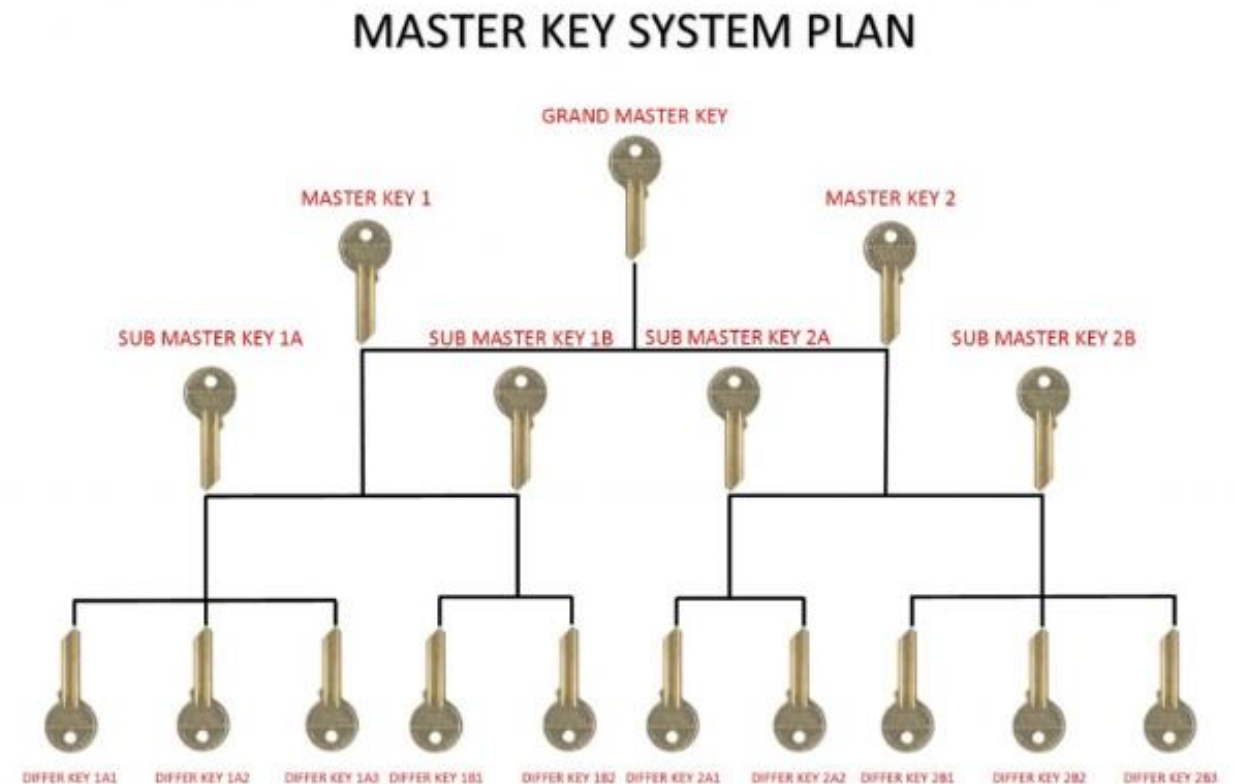 MASTER KEY SYSTEM PLAN
GRAND MASTER KEY
MASTER KEY 1
MASTER KEY 2
SUB MASTER KEY 1A
SUB MASTER KEY 1B
SUB MASTER KEY 2A
SUB MASTER KEY 2B
DIFFER KEY 1A1
DIFFER KEY 1A2
DIFFER KEY 1A3
DIFFER KEY 1B1
DIFFER KEY 1B2
DIFFER KEY 2A1
DIFFER KEY 2A2
DIFFER KEY 2B1
DIFFER KEY 2B2
DIFFER KEY 2B3